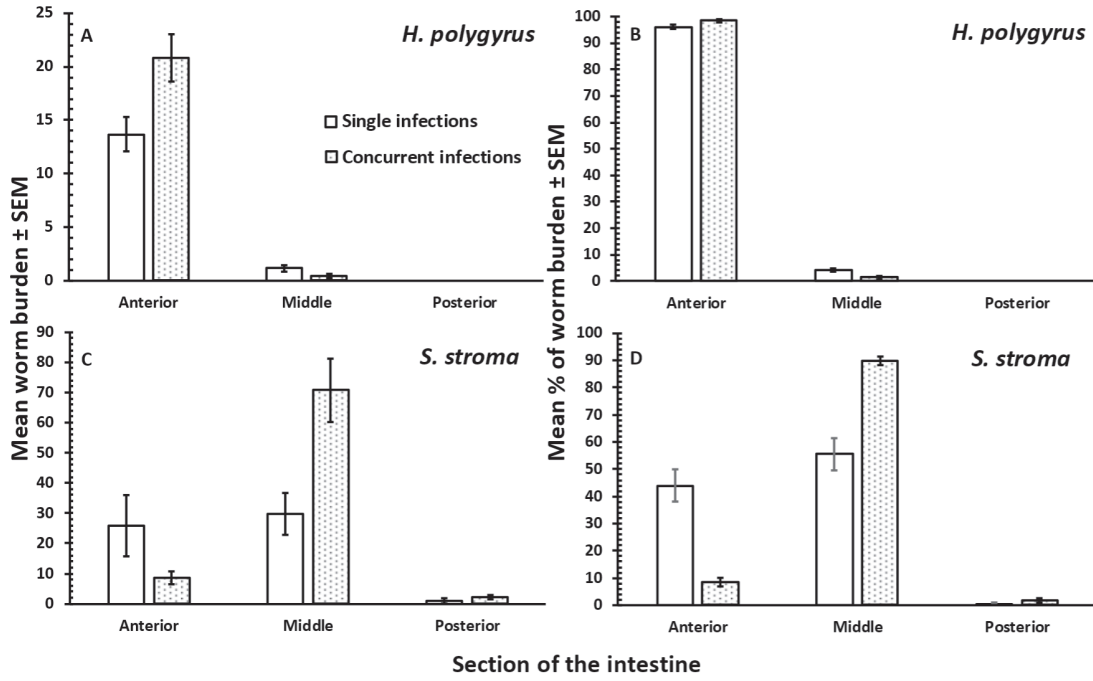 Mean worm burden ± SEM
A
H. polygyrus
25
20
15
10
5
0
Single infections
Concurrent infections
Anterior Middle Posterior
Mean % of worm burden ± SEM
B
H. polygyrus
100
90
80
70
60
50
40
30
20
10
0
Anterior Middle Posterior
C
S. stroma
90
80
70
60
50
40
30
20
10
0
Anterior Middle Posterior
D
S. stroma
100
90
80
70
60
50
40
30
20
10
0
Anterior Middle Posterior
Section of the intestine